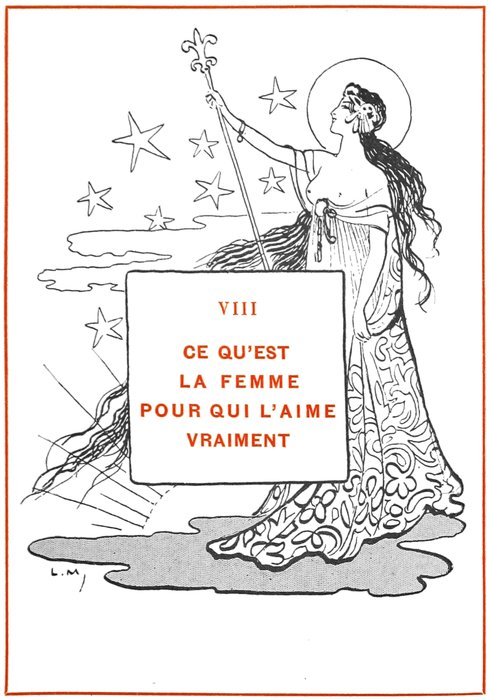 VIII
CE QU'EST
LA FEMME
POUR QUI L'AIME
VRAIMENT
L. M